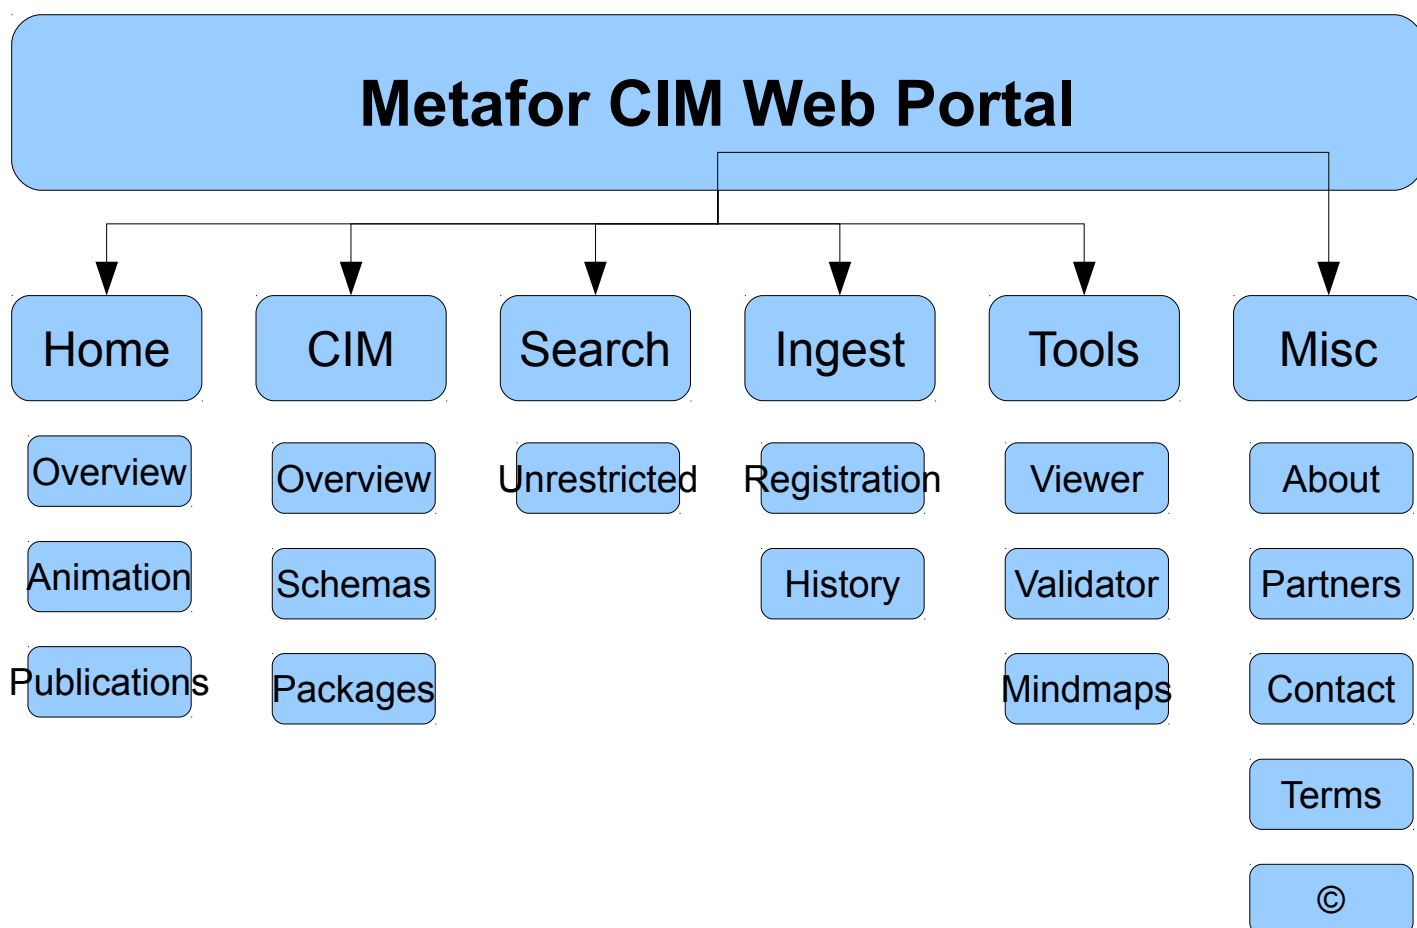 Metafor CIM Web Portal
Home
CIM
Search
Ingest
Tools
Misc
Overview
Animation
Publications
Overview
Schemas
Packages
Unrestricted
Registration
History
Viewer
Validator
Mindmaps
About
Partners
Contact
Terms
©